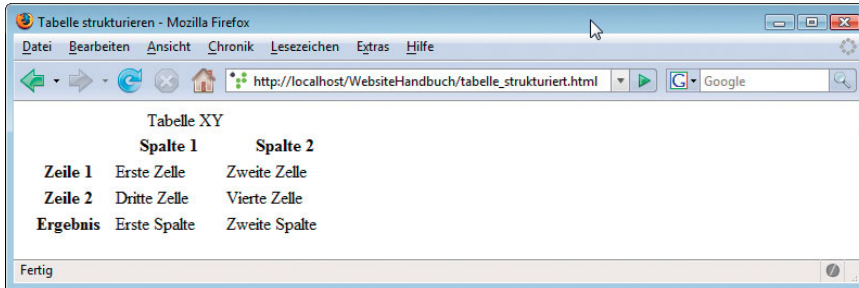 Tabelle strukturieren - Mozilla Firefox
Datei Bearbeiten Ansicht Chronik Lesezeichen Extras Hilfe
http://localhost/WebsiteHandbuch/tabelle_strukturiert.html G Google
Tabelle XY
Spalte 1 Spalte 2
Zeile 1 Erste Zelle Zweite Zelle
Zeile 2 Dritte Zelle Vierte Zelle
Ergebnis Erste Spalte Zweite Spalte
Fertig